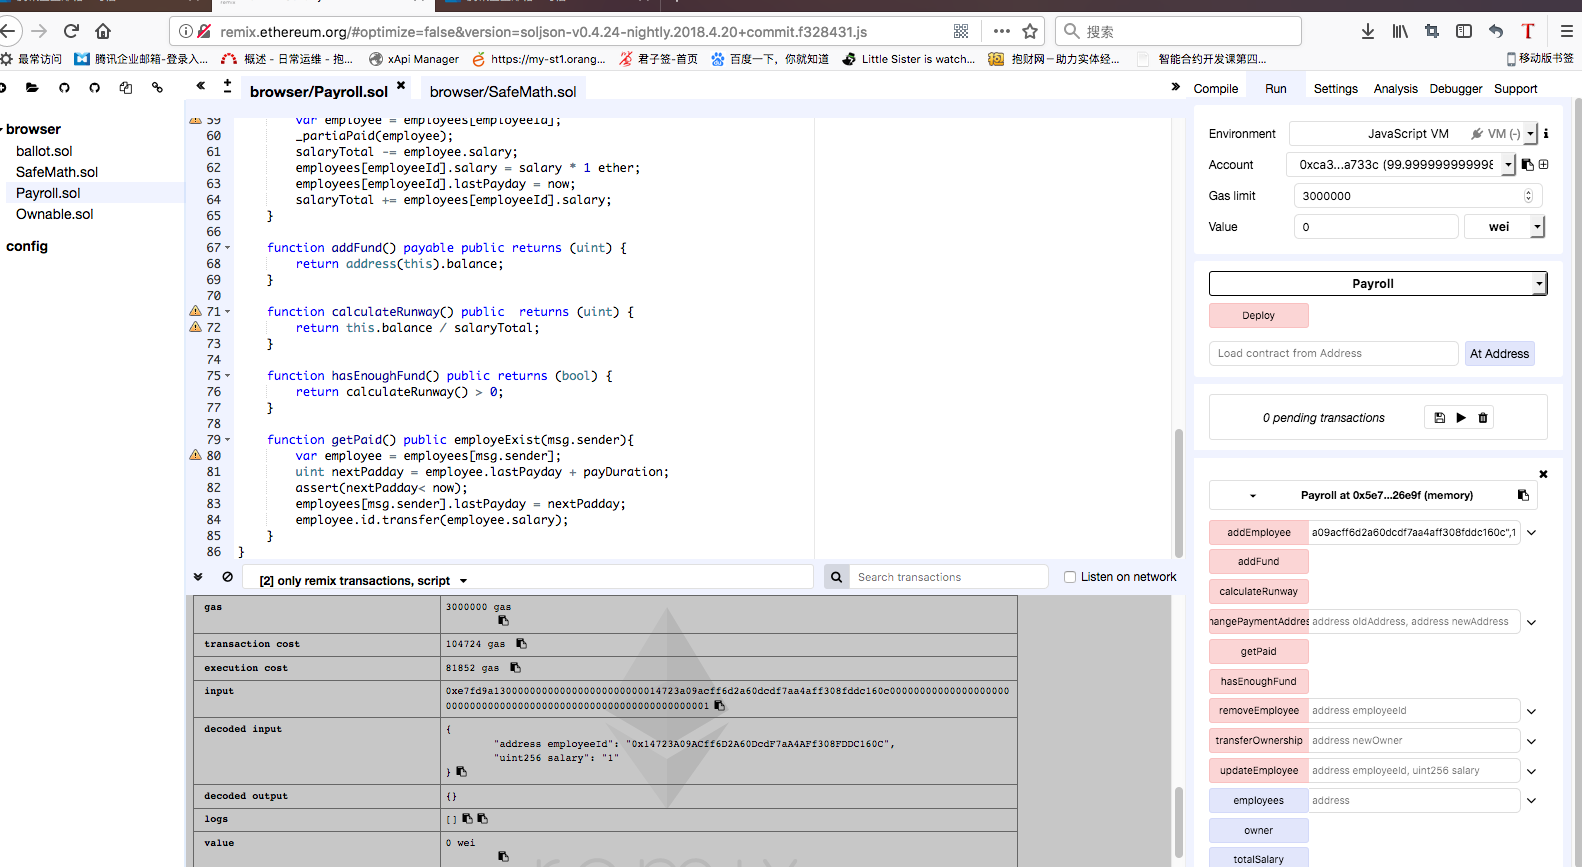 remix.ethereum.org/#optimize=false&version=soljson-v0.4.24-nightly.2018.4.20+commit.f328431.js
搜索
最常访问
腾讯企业邮箱-登录入...
概述 - 日常运维 - 抱...
xApi Manager
https://my-st1.orang...
君子签-首页
百度一下，你就知道
Little Sister is watch...
抱财网－助力实体经...
智能合约开发课第四...
移动版书签
browser/Payroll.sol
browser/SafeMath.sol
Compile
Run
Settings
Analysis
Debugger
Support
browser
ballot.sol
SafeMath.sol
Payroll.sol
Ownable.sol
config
59 var employee = employees[employeeId];
60 _partiaPaid(employee);
61 salaryTotal -= employee.salary;
62 employees[employeeId].salary = salary * 1 ether;
63 employees[employeeId].lastPayday = now;
64 salaryTotal += employees[employeeId].salary;
65 }
66
67 function addFund() payable public returns (uint) {
68 return address(this).balance;
69 }
70
71 function calculateRunway() public  returns (uint) {
72 return this.balance / salaryTotal;
73 }
74
75 function hasEnoughFund() public returns (bool) {
76 return calculateRunway() > 0;
77 }
78
79 function getPaid() public employeExist(msg.sender){
80 var employee = employees[msg.sender];
81 uint nextPadday = employee.lastPayday + payDuration;
82 assert(nextPadday< now);
83 employees[msg.sender].lastPayday = nextPadday;
84 employee.id.transfer(employee.salary);
85 }
86 }
[2] only remix transactions, script
Search transactions
Listen on network
gas 3000000 gas
transaction cost 104724 gas
execution cost 81852 gas
input
decoded input {
"address employeeId": "0x14723A09ACff6D2A60DcdF7aA4AFf308FDDC160C",
"uint256 salary": "1"
}
decoded output {}
logs []
value 0 wei
remix
Environment JavaScript VM VM (-)
Account 0xca3...a733c (99.9999999999998
Gas limit 3000000
Value 0 wei
Payroll
Deploy
Load contract from Address At Address
0 pending transactions
Payroll at 0x5e7...26e9f (memory)
addEmployee a09acff6d2a60dcdf7aa4aff308fddc160c",1
addFund
calculateRunway
hangePaymentAddres address oldAddress, address newAddress
getPaid
hasEnoughFund
removeEmployee address employeeId
transferOwnership address newOwner
updateEmployee address employeeId, uint256 salary
employees address
owner
totalSalary